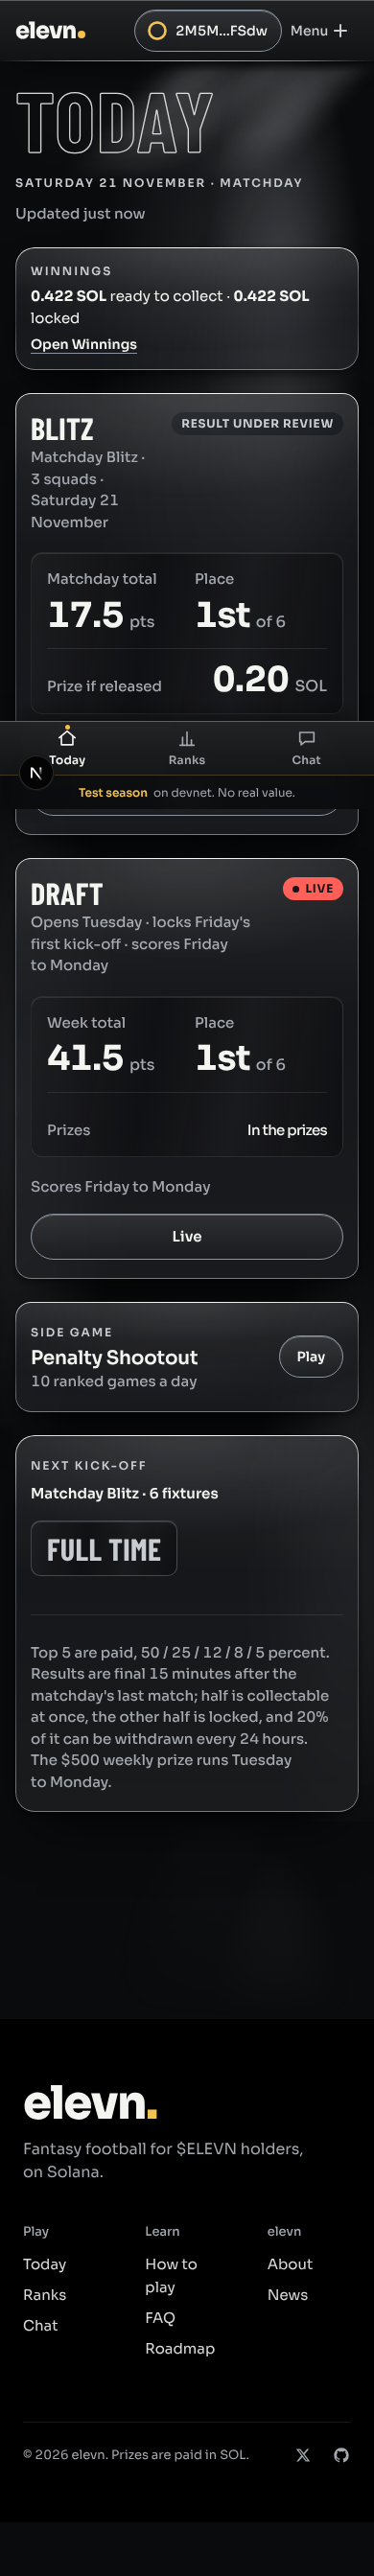 elevn.
2M5M...FSdw
Menu
TODAY
SATURDAY 21 NOVEMBER · MATCHDAY
Updated just now
WINNINGS
0.422 SOL ready to collect · 0.422 SOL
locked
Open Winnings
BLITZ
RESULT UNDER REVIEW
Matchday Blitz ·
3 squads ·
Saturday 21
November
Matchday total
Place
17.5 pts
1st of 6
Prize if released
0.20 SOL
Today
Ranks
Chat
N
Test season on devnet. No real value.
DRAFT
LIVE
Opens Tuesday · locks Friday's
first kick-off · scores Friday
to Monday
Week total
Place
41.5 pts
1st of 6
Prizes
In the prizes
Scores Friday to Monday
Live
SIDE GAME
Penalty Shootout
10 ranked games a day
Play
NEXT KICK-OFF
Matchday Blitz · 6 fixtures
FULL TIME
Top 5 are paid, 50 / 25 / 12 / 8 / 5 percent.
Results are final 15 minutes after the
matchday's last match; half is collectable
at once, the other half is locked, and 20%
of it can be withdrawn every 24 hours.
The $500 weekly prize runs Tuesday
to Monday.
elevn.
Fantasy football for $ELEVN holders,
on Solana.
Play
Learn
elevn
Today
How to
play
About
Ranks
News
Chat
FAQ
Roadmap
© 2026 elevn. Prizes are paid in SOL.